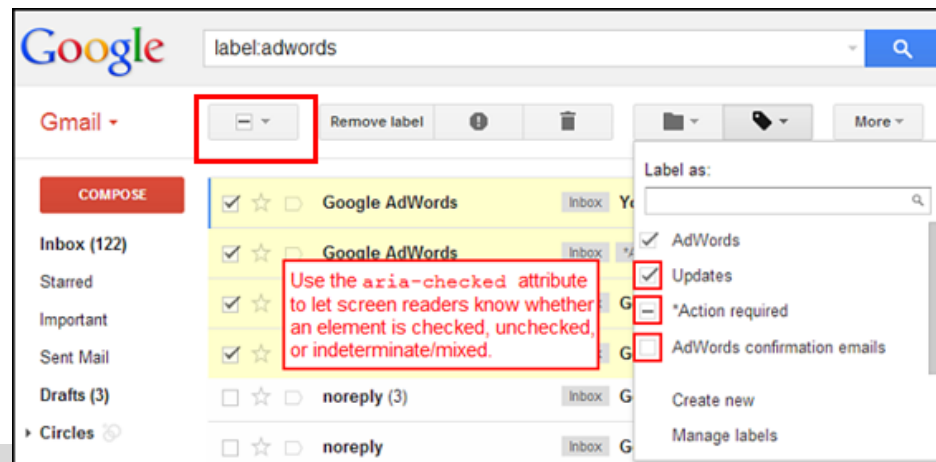 Google
label:adwords
Gmail
Remove label
More
COMPOSE
Inbox (122)
Starred
Important
Sent Mail
Drafts (3)
Circles
Google AdWords Inbox
Google AdWords Inbox
Use the aria-checked attribute
to let screen readers know whether
an element is checked, unchecked,
or indeterminate/mixed.
noreply (3) Inbox
noreply Inbox
Label as:
AdWords
Updates
*Action required
AdWords confirmation emails
Create new
Manage labels